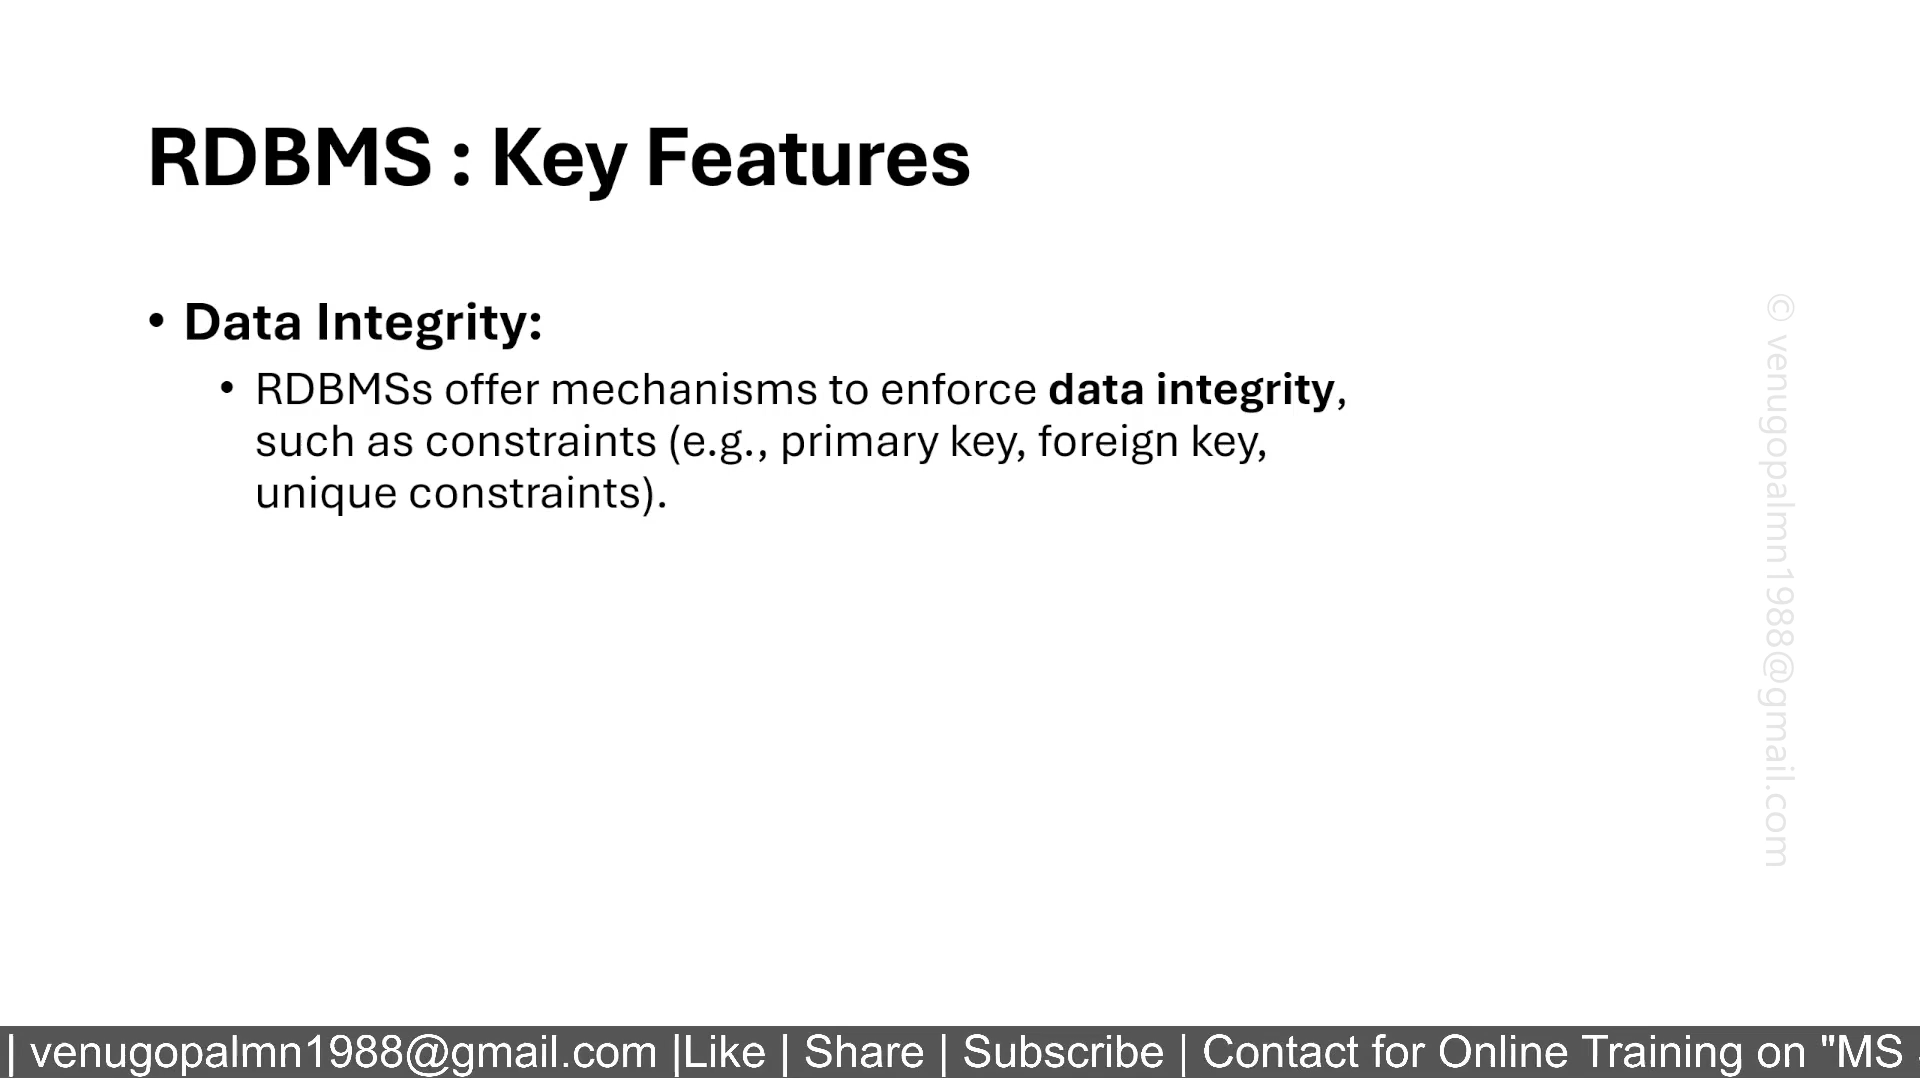 RDBMS : Key Features
• Data Integrity:
• RDBMSs offer mechanisms to enforce data integrity,
such as constraints (e.g., primary key, foreign key,
unique constraints).
© venugopalmn1988@gmail.com
| venugopalmn1988@gmail.com |Like | Share | Subscribe | Contact for Online Training on "MS